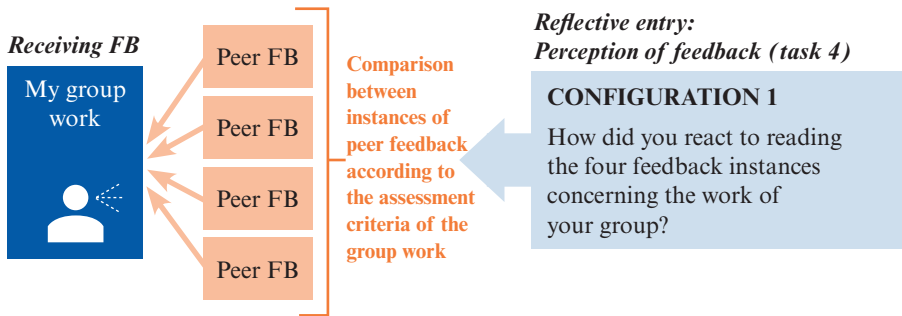 Receiving FB
My group
work
Peer FB
Peer FB
Peer FB
Peer FB
Comparison
between
instances of
peer feedback
according to
the assessment
criteria of the
group work
Reflective entry:
Perception of feedback (task 4)
CONFIGURATION 1
How did you react to reading
the four feedback instances
concerning the work of
your group?